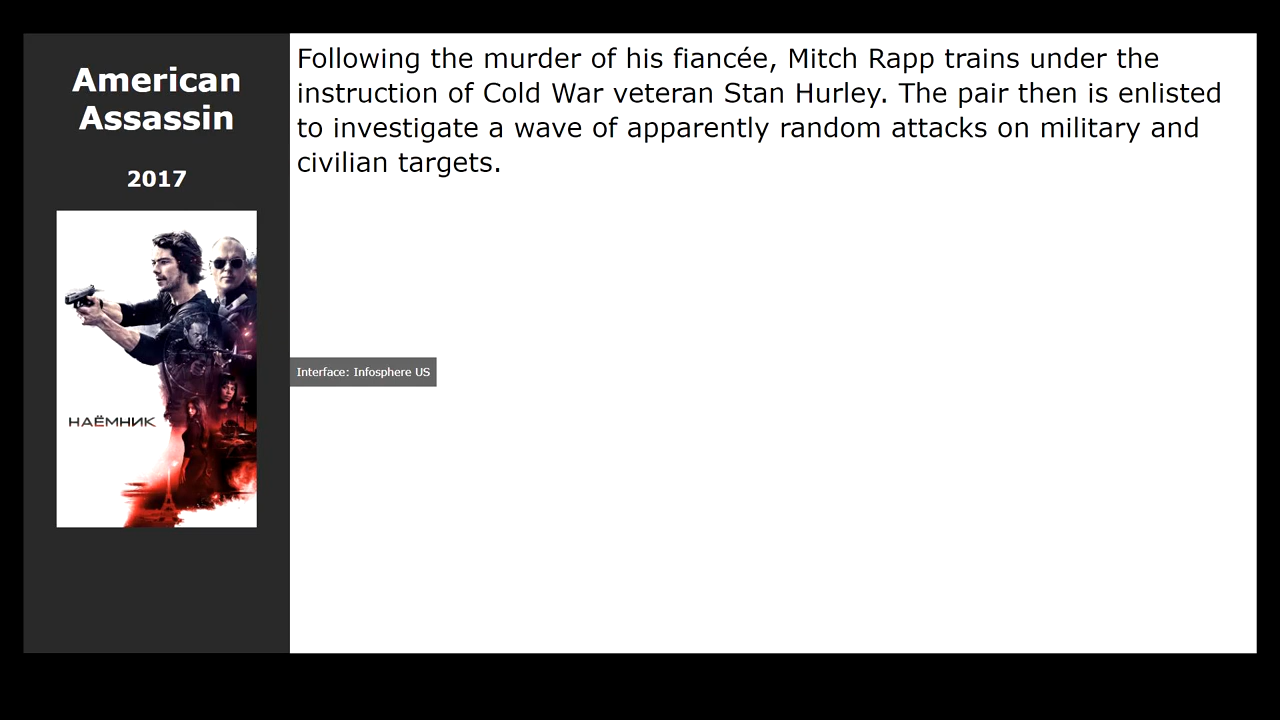 American
Assassin
2017
НАЁМНИК
Following the murder of his fiancée, Mitch Rapp trains under the
instruction of Cold War veteran Stan Hurley. The pair then is enlisted
to investigate a wave of apparently random attacks on military and
civilian targets.
Interface: Infosphere US